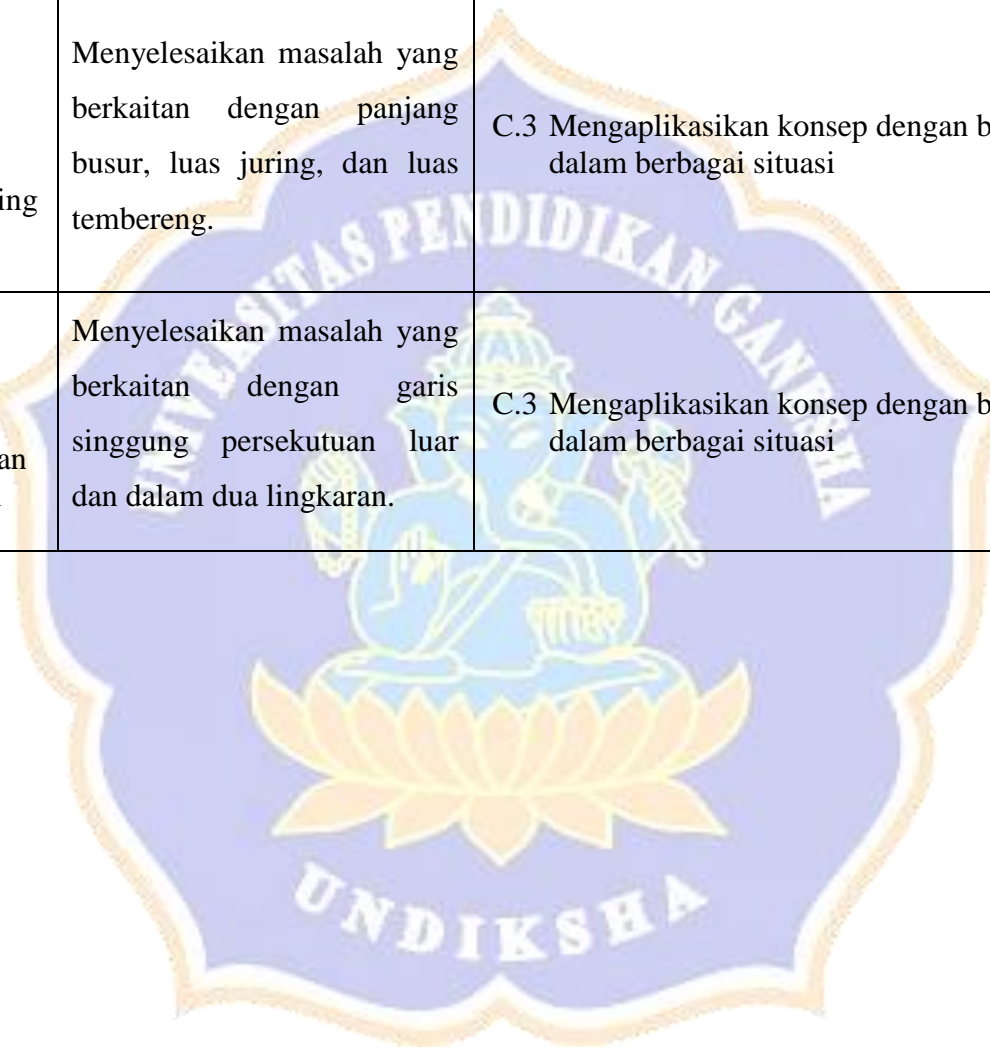 Menyelesaikan masalah yang
berkaitan dengan panjang
busur, luas juring, dan luas
tembereng.
ing
C.3 Mengaplikasikan konsep dengan b
dalam berbagai situasi
Menyelesaikan masalah yang
berkaitan dengan garis
singgung persekutuan luar
dan dalam dua lingkaran.
an
C.3 Mengaplikasikan konsep dengan b
dalam berbagai situasi
UNIVERSITAS PENDIDIKAN GANESHA
UNDIKSHA